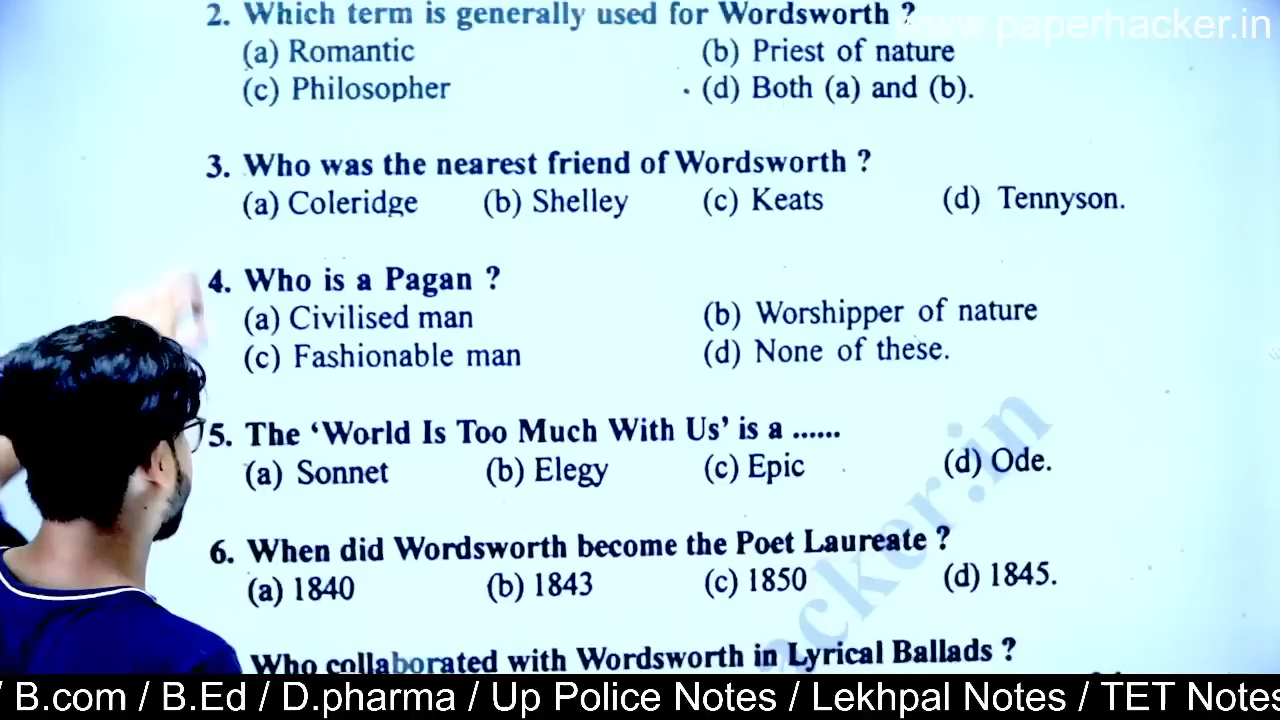 2. Which term is generally used for Wordsworth ?
www.paperhacker.in
(a) Romantic (b) Priest of nature
(c) Philosopher (d) Both (a) and (b).
3. Who was the nearest friend of Wordsworth ?
(a) Coleridge (b) Shelley (c) Keats (d) Tennyson.
4. Who is a Pagan ?
(a) Civilised man (b) Worshipper of nature
(c) Fashionable man (d) None of these.
5. The ‘World Is Too Much With Us’ is a ......
(a) Sonnet (b) Elegy (c) Epic (d) Ode.
6. When did Wordsworth become the Poet Laureate ?
(a) 1840 (b) 1843 (c) 1850 (d) 1845.
Who collaborated with Wordsworth in Lyrical Ballads ?
acker.in
/ B.com / B.Ed / D.pharma / Up Police Notes / Lekhpal Notes / TET Notes